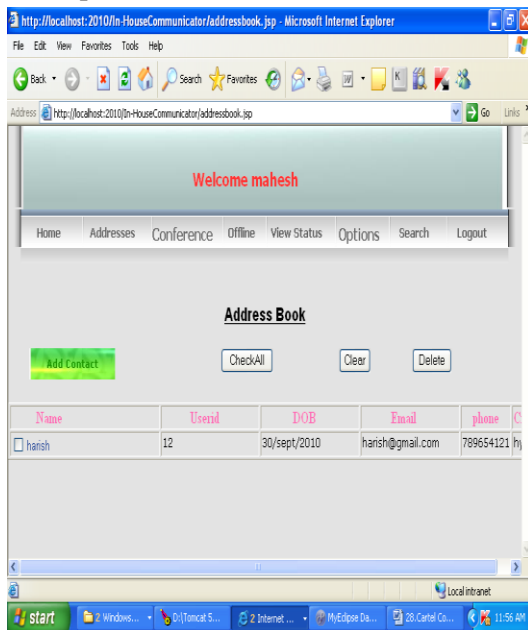 http://localhost:2010/In-HouseCommunicator/addressbook.jsp - Microsoft Internet Explorer
File Edit View Favorites Tools Help
Back Search Favorites
Address http://localhost:2010/In-HouseCommunicator/addressbook.jsp Go Links
Welcome mahesh
Home Addresses Conference Offline View Status Options Search Logout
Address Book
Add Contact CheckAll Clear Delete
Name Userid DOB Email phone
harish 12 30/sept/2010 harish@gmail.com 789654121 hy
Local intranet
start 2 Windows... D:\Tomcat 5... 2 Internet ... MyEclipse Da... 28.Cartel Co... 11:56 AM